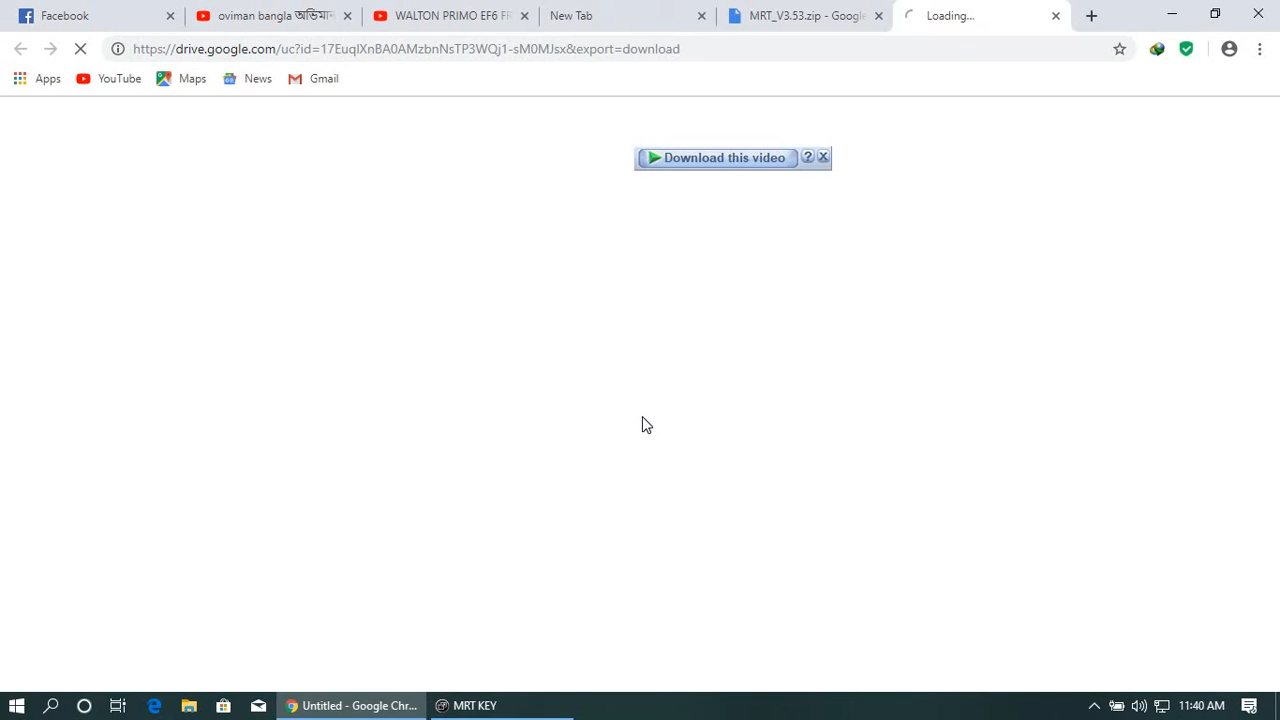 Facebook
oviman bangla অভিমান
WALTON PRIMO EF6 FR
New Tab
MRT_V3.53.zip - Google
Loading...
https://drive.google.com/uc?id=17EuqIXnBA0AMzbnNsTP3WQj1-sM0MJsx&export=download
Apps
YouTube
Maps
News
Gmail
Download this video
Untitled - Google Chr...
MRT KEY
11:40 AM